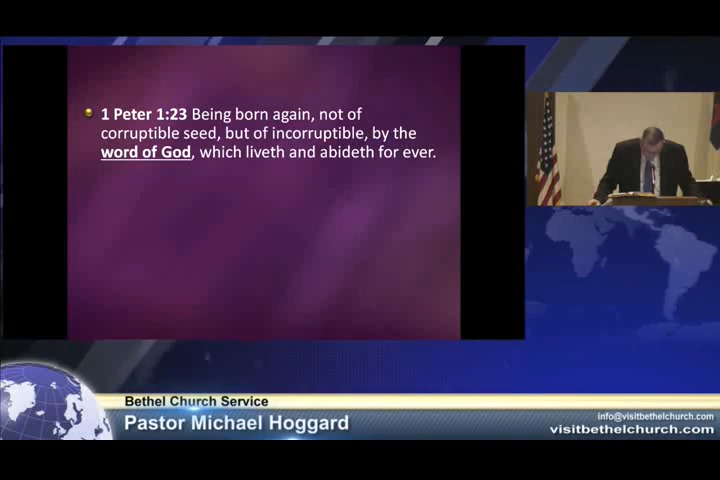 1 Peter 1:23 Being born again, not of
corruptible seed, but of incorruptible, by the
word of God, which liveth and abideth for ever.
Bethel Church Service
Pastor Michael Hoggard
info@visitbethelchurch.com
visitbethelchurch.com